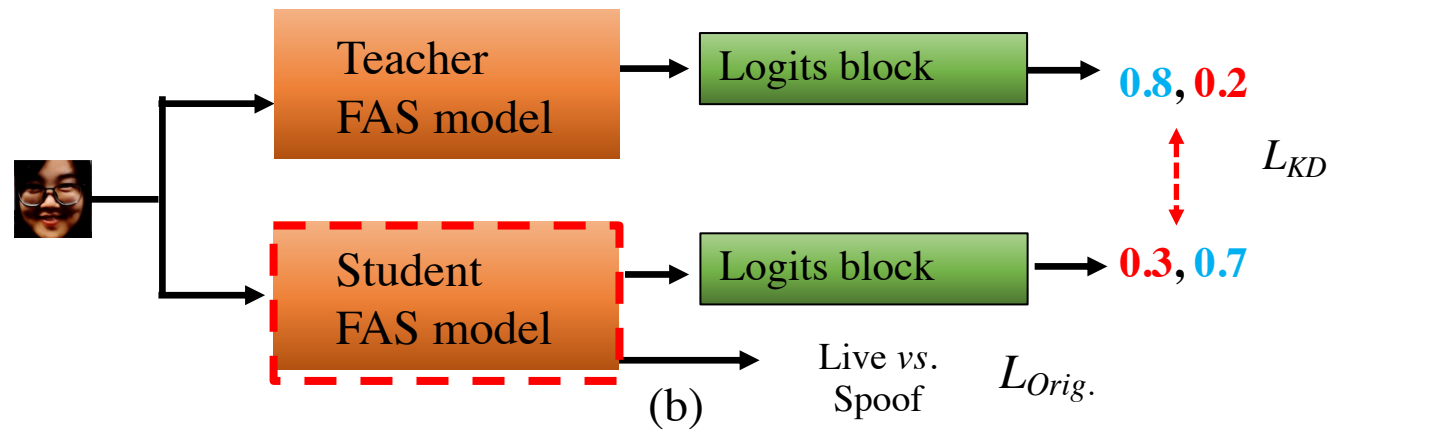 Teacher
FAS model
Logits block
0.8, 0.2
L_KD
Student
FAS model
Logits block
0.3, 0.7
Live vs.
Spoof
L_Orig.
(b)